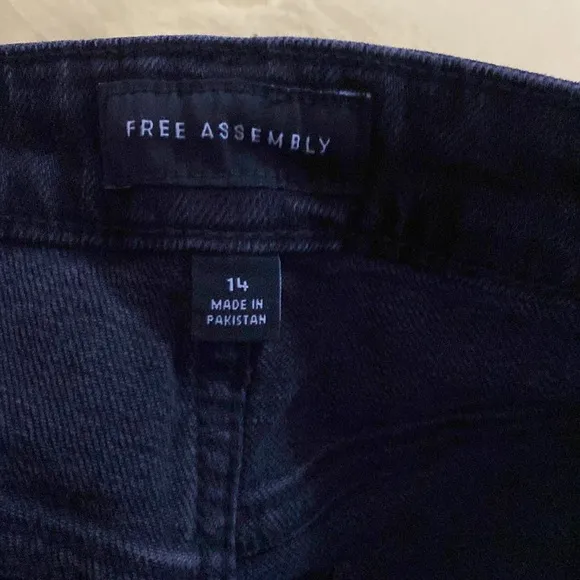 FREE ASSEMBLY
14
MADE IN
PAKISTAN